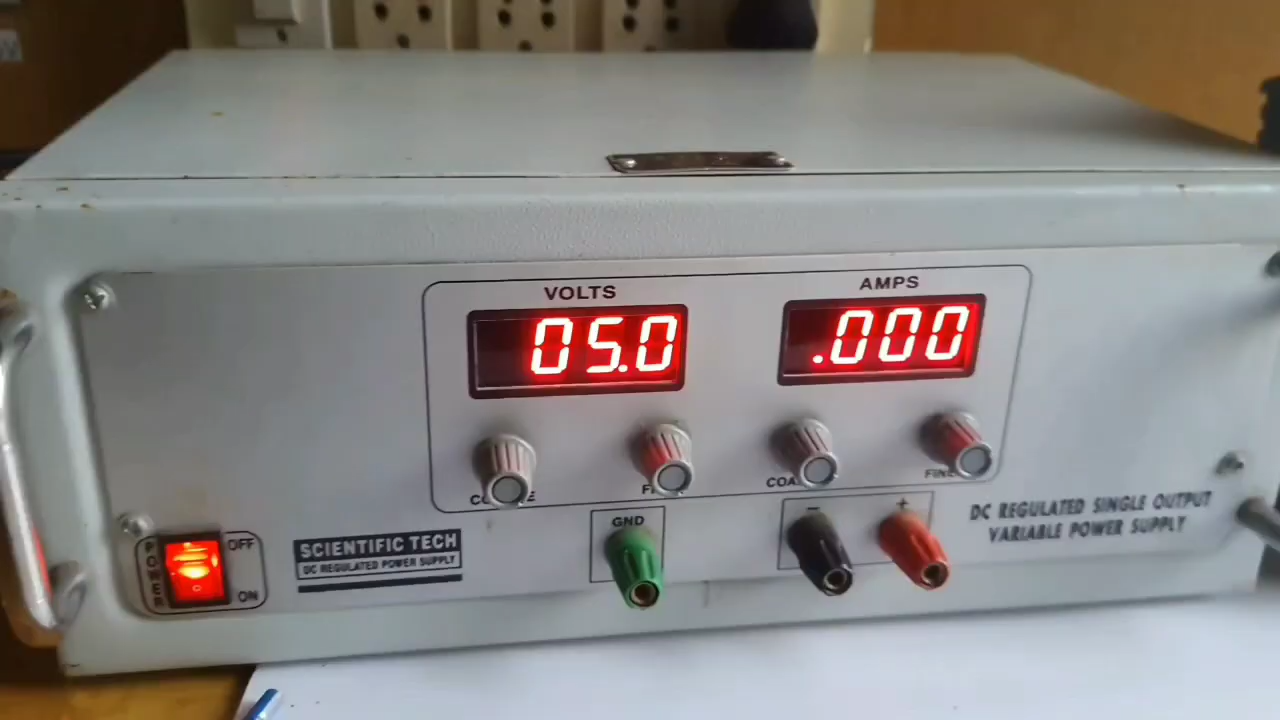 VOLTS
AMPS
05.0
.000
FINE
GND
-
+
DC REGULATED SINGLE OUTPUT
VARIABLE POWER SUPPLY
SCIENTIFIC TECH
DC REGULATED POWER SUPPLY
POWER
OFF
ON